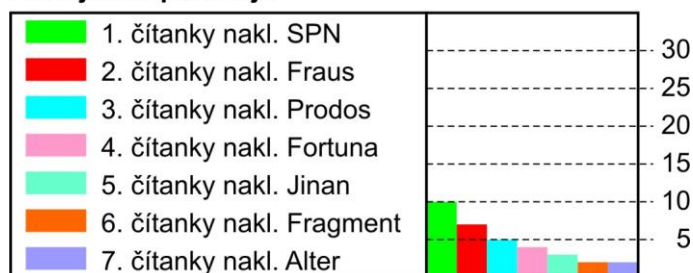 1. čítanky nakl. SPN
2. čítanky nakl. Fraus
3. čítanky nakl. Prodos
4. čítanky nakl. Fortuna
5. čítanky nakl. Jinan
6. čítanky nakl. Fragment
7. čítanky nakl. Alter
30
25
20
15
10
5